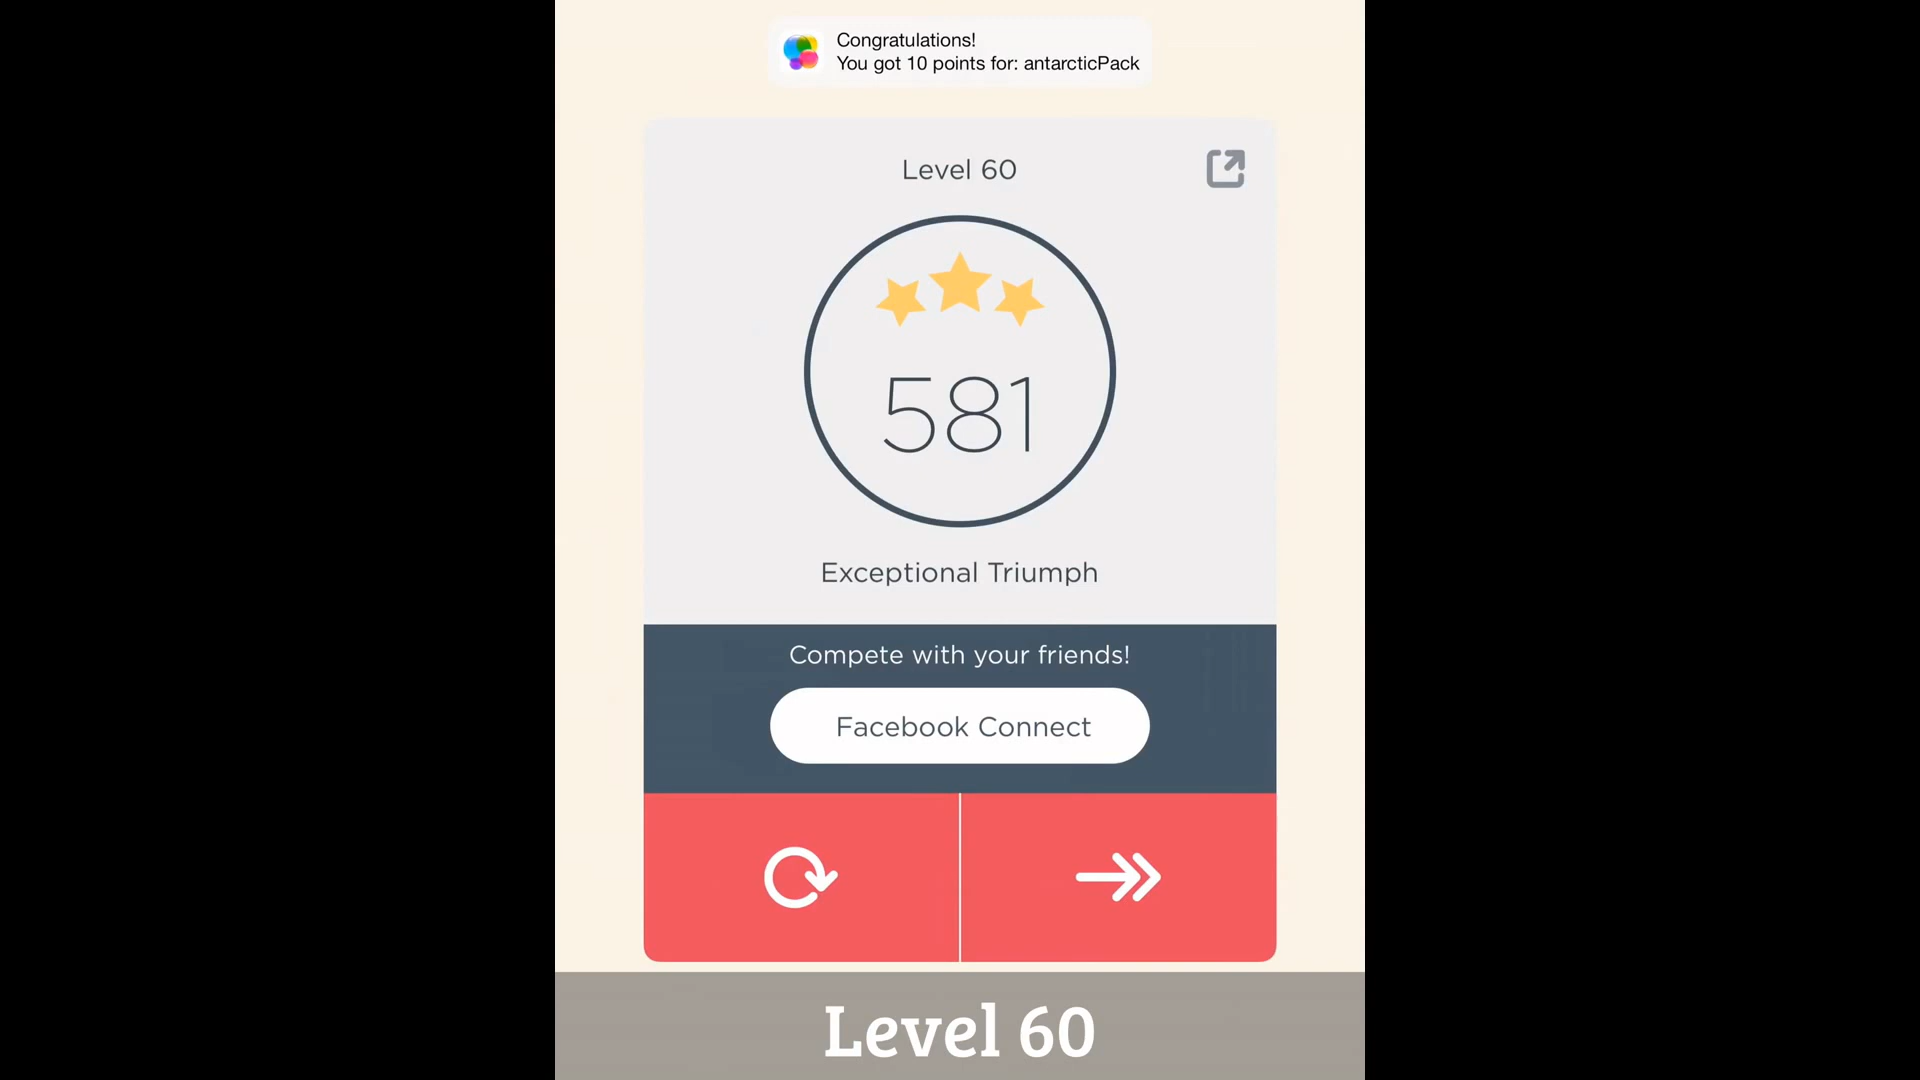 Congratulations!
You got 10 points for: antarcticPack
Level 60
581
Exceptional Triumph
Compete with your friends!
Facebook Connect
Level 60